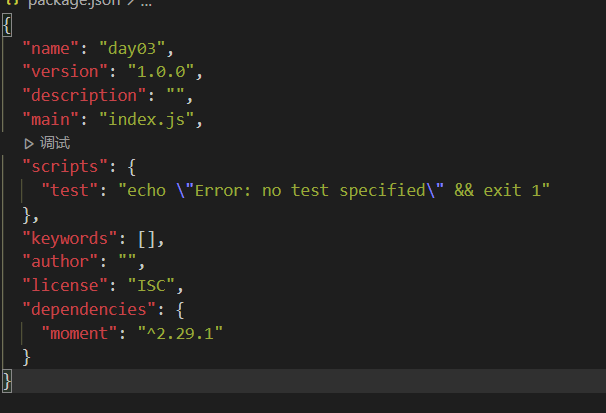 package.json > ...
{
"name": "day03",
"version": "1.0.0",
"description": "",
"main": "index.js",
调试
"scripts": {
"test": "echo \"Error: no test specified\" && exit 1"
},
"keywords": [],
"author": "",
"license": "ISC",
"dependencies": {
"moment": "^2.29.1"
}
}